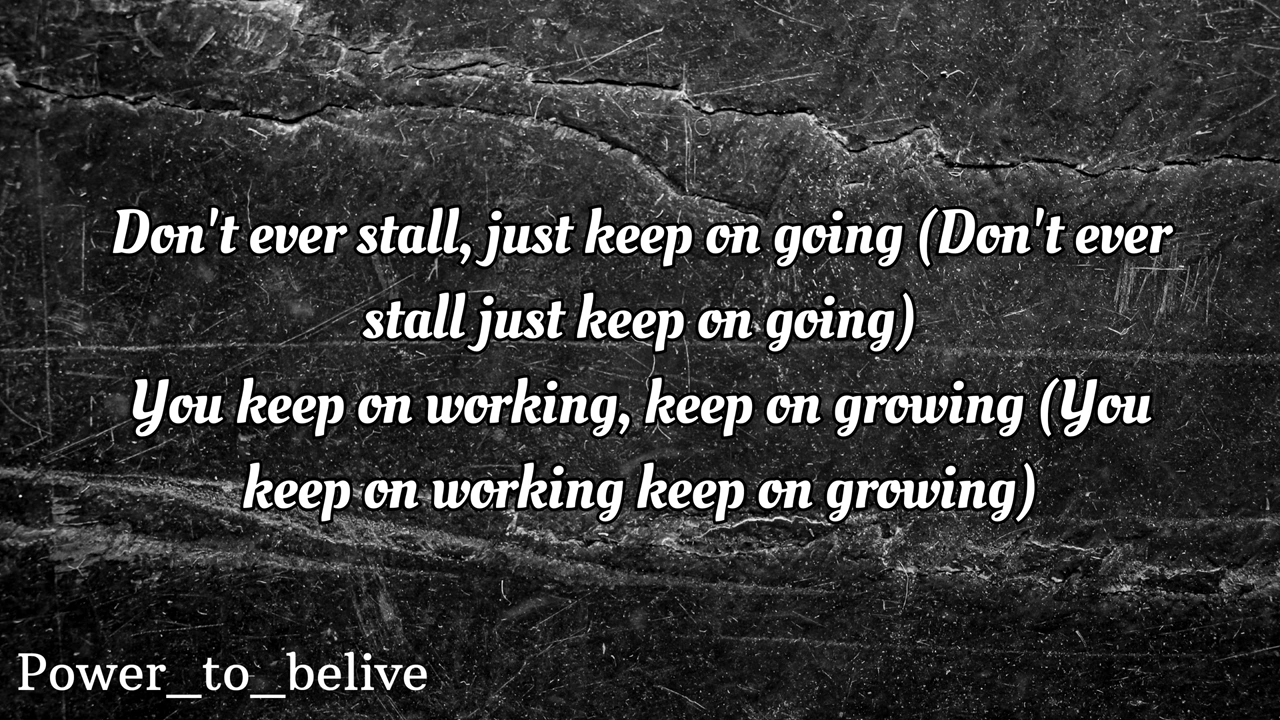 Don't ever stall, just keep on going (Don't ever
stall just keep on going)
You keep on working, keep on growing (You
keep on working keep on growing)
Power_to_belive